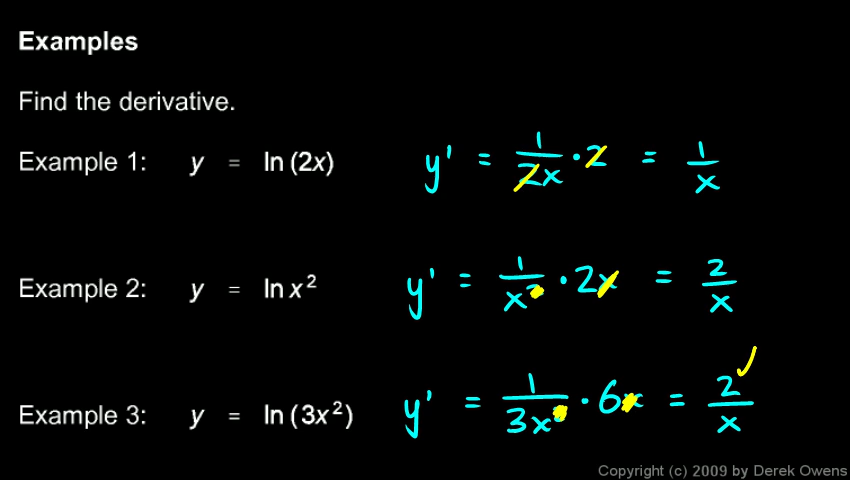 Examples
Find the derivative.
Example 1: y = ln (2x) y' = 1/2x · 2 = 1/x
Example 2: y = ln x² y' = 1/x² · 2x = 2/x
Example 3: y = ln (3x²) y' = 1/3x² · 6x = 2/x ✓
Copyright (c) 2009 by Derek Owens